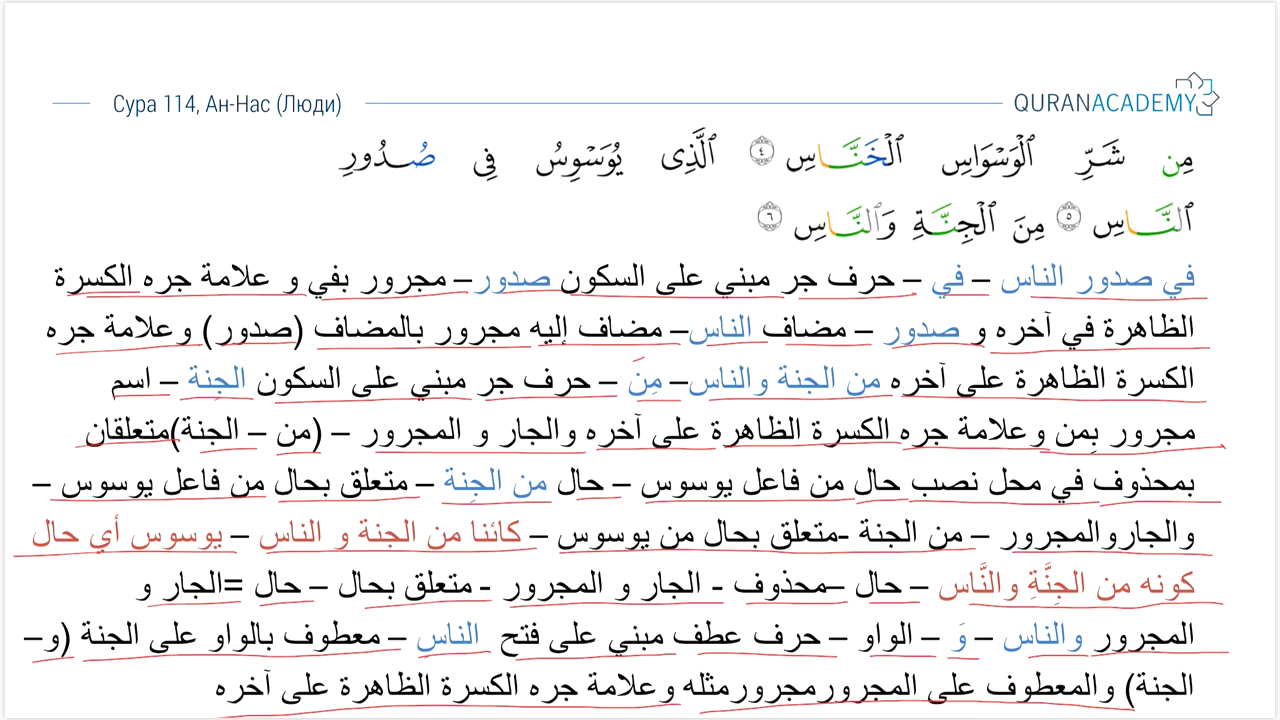 Сура 114, Ан-Нас (Люди)
QURANACADEMY
مِن شَرِّ ٱلْوَسْوَاسِ ٱلْخَنَّاسِ ٤ ٱلَّذِى يُوَسْوِسُ فِى صُدُورِ
ٱلنَّاسِ ٥ مِنَ ٱلْجِنَّةِ وَٱلنَّاسِ ٦
في صدور الناس – في – حرف جر مبني على السكون صدور– مجرور بفي و علامة جره الكسرة
الظاهرة في آخره و صدور – مضاف الناس– مضاف إليه مجرور بالمضاف (صدور) وعلامة جره
الكسرة الظاهرة على آخره من الجنة والناس– مِنَ – حرف جر مبني على السكون الجِنة – اسم
مجرور بِمن وعلامة جره الكسرة الظاهرة على آخره والجار و المجرور – (من – الجنة)متعلقان
بمحذوف في محل نصب حال من فاعل يوسوس – حال من الجِنة – متعلق بحال من فاعل يوسوس –
والجاروالمجرور – من الجنة -متعلق بحال من يوسوس – كائنا من الجنة و الناس – يوسوس أي حال
كونه من الجِنَّةِ والنَّاس – حال –محذوف - الجار و المجرور - متعلق بحال – حال =الجار و
المجرور والناس – وَ – الواو – حرف عطف مبني على فتح الناس – معطوف بالواو على الجنة (و–
الجنة) والمعطوف على المجرورمجرورمثله وعلامة جره الكسرة الظاهرة على آخره